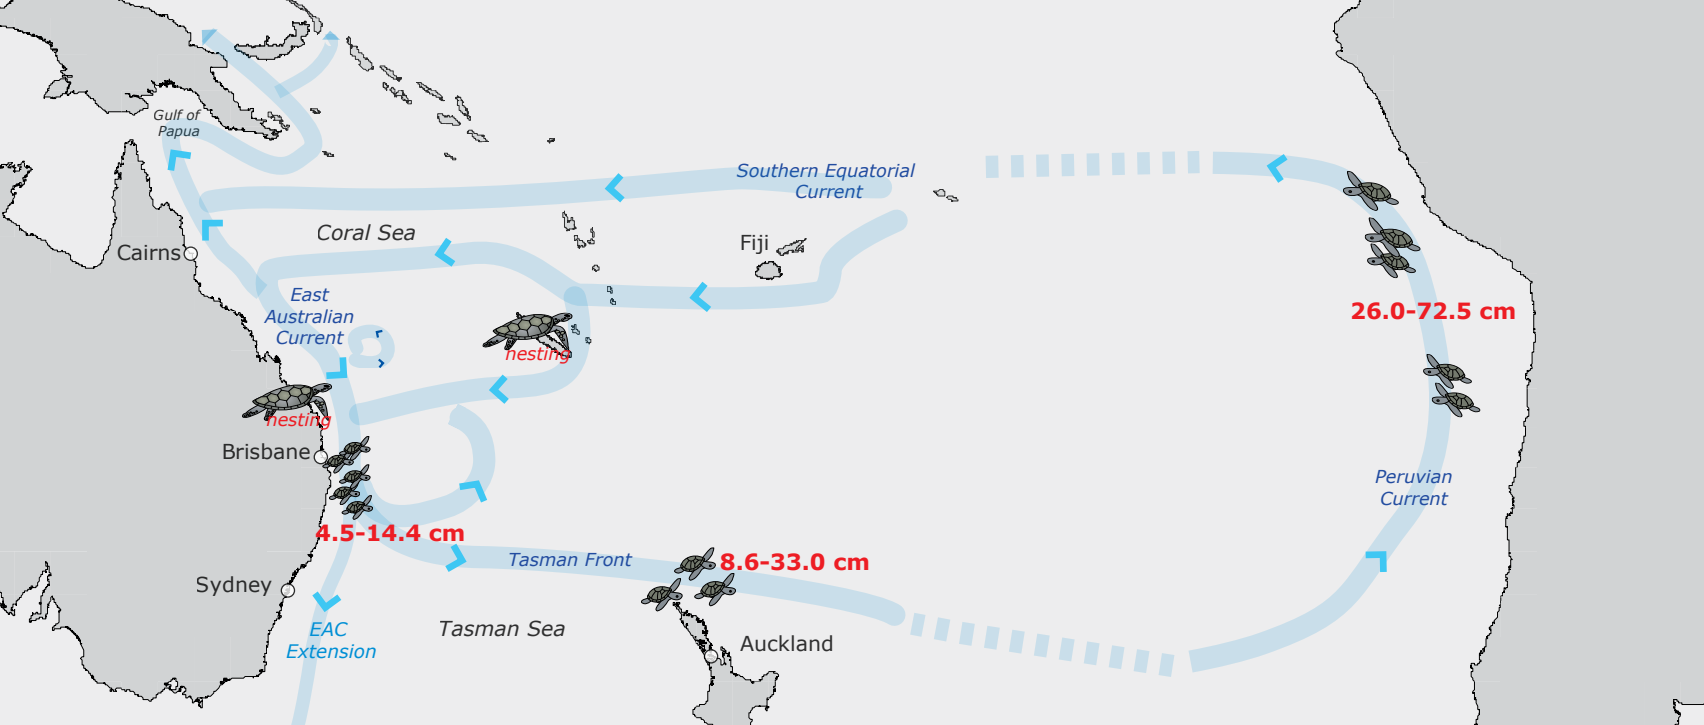 Gulf of
Papua
Southern Equatorial
Current
Coral Sea
Fiji
Cairns
East
Australian
Current
26.0-72.5 cm
nesting
nesting
Brisbane
Peruvian
Current
4.5-14.4 cm
Tasman Front
8.6-33.0 cm
Sydney
EAC
Extension
Tasman Sea
Auckland